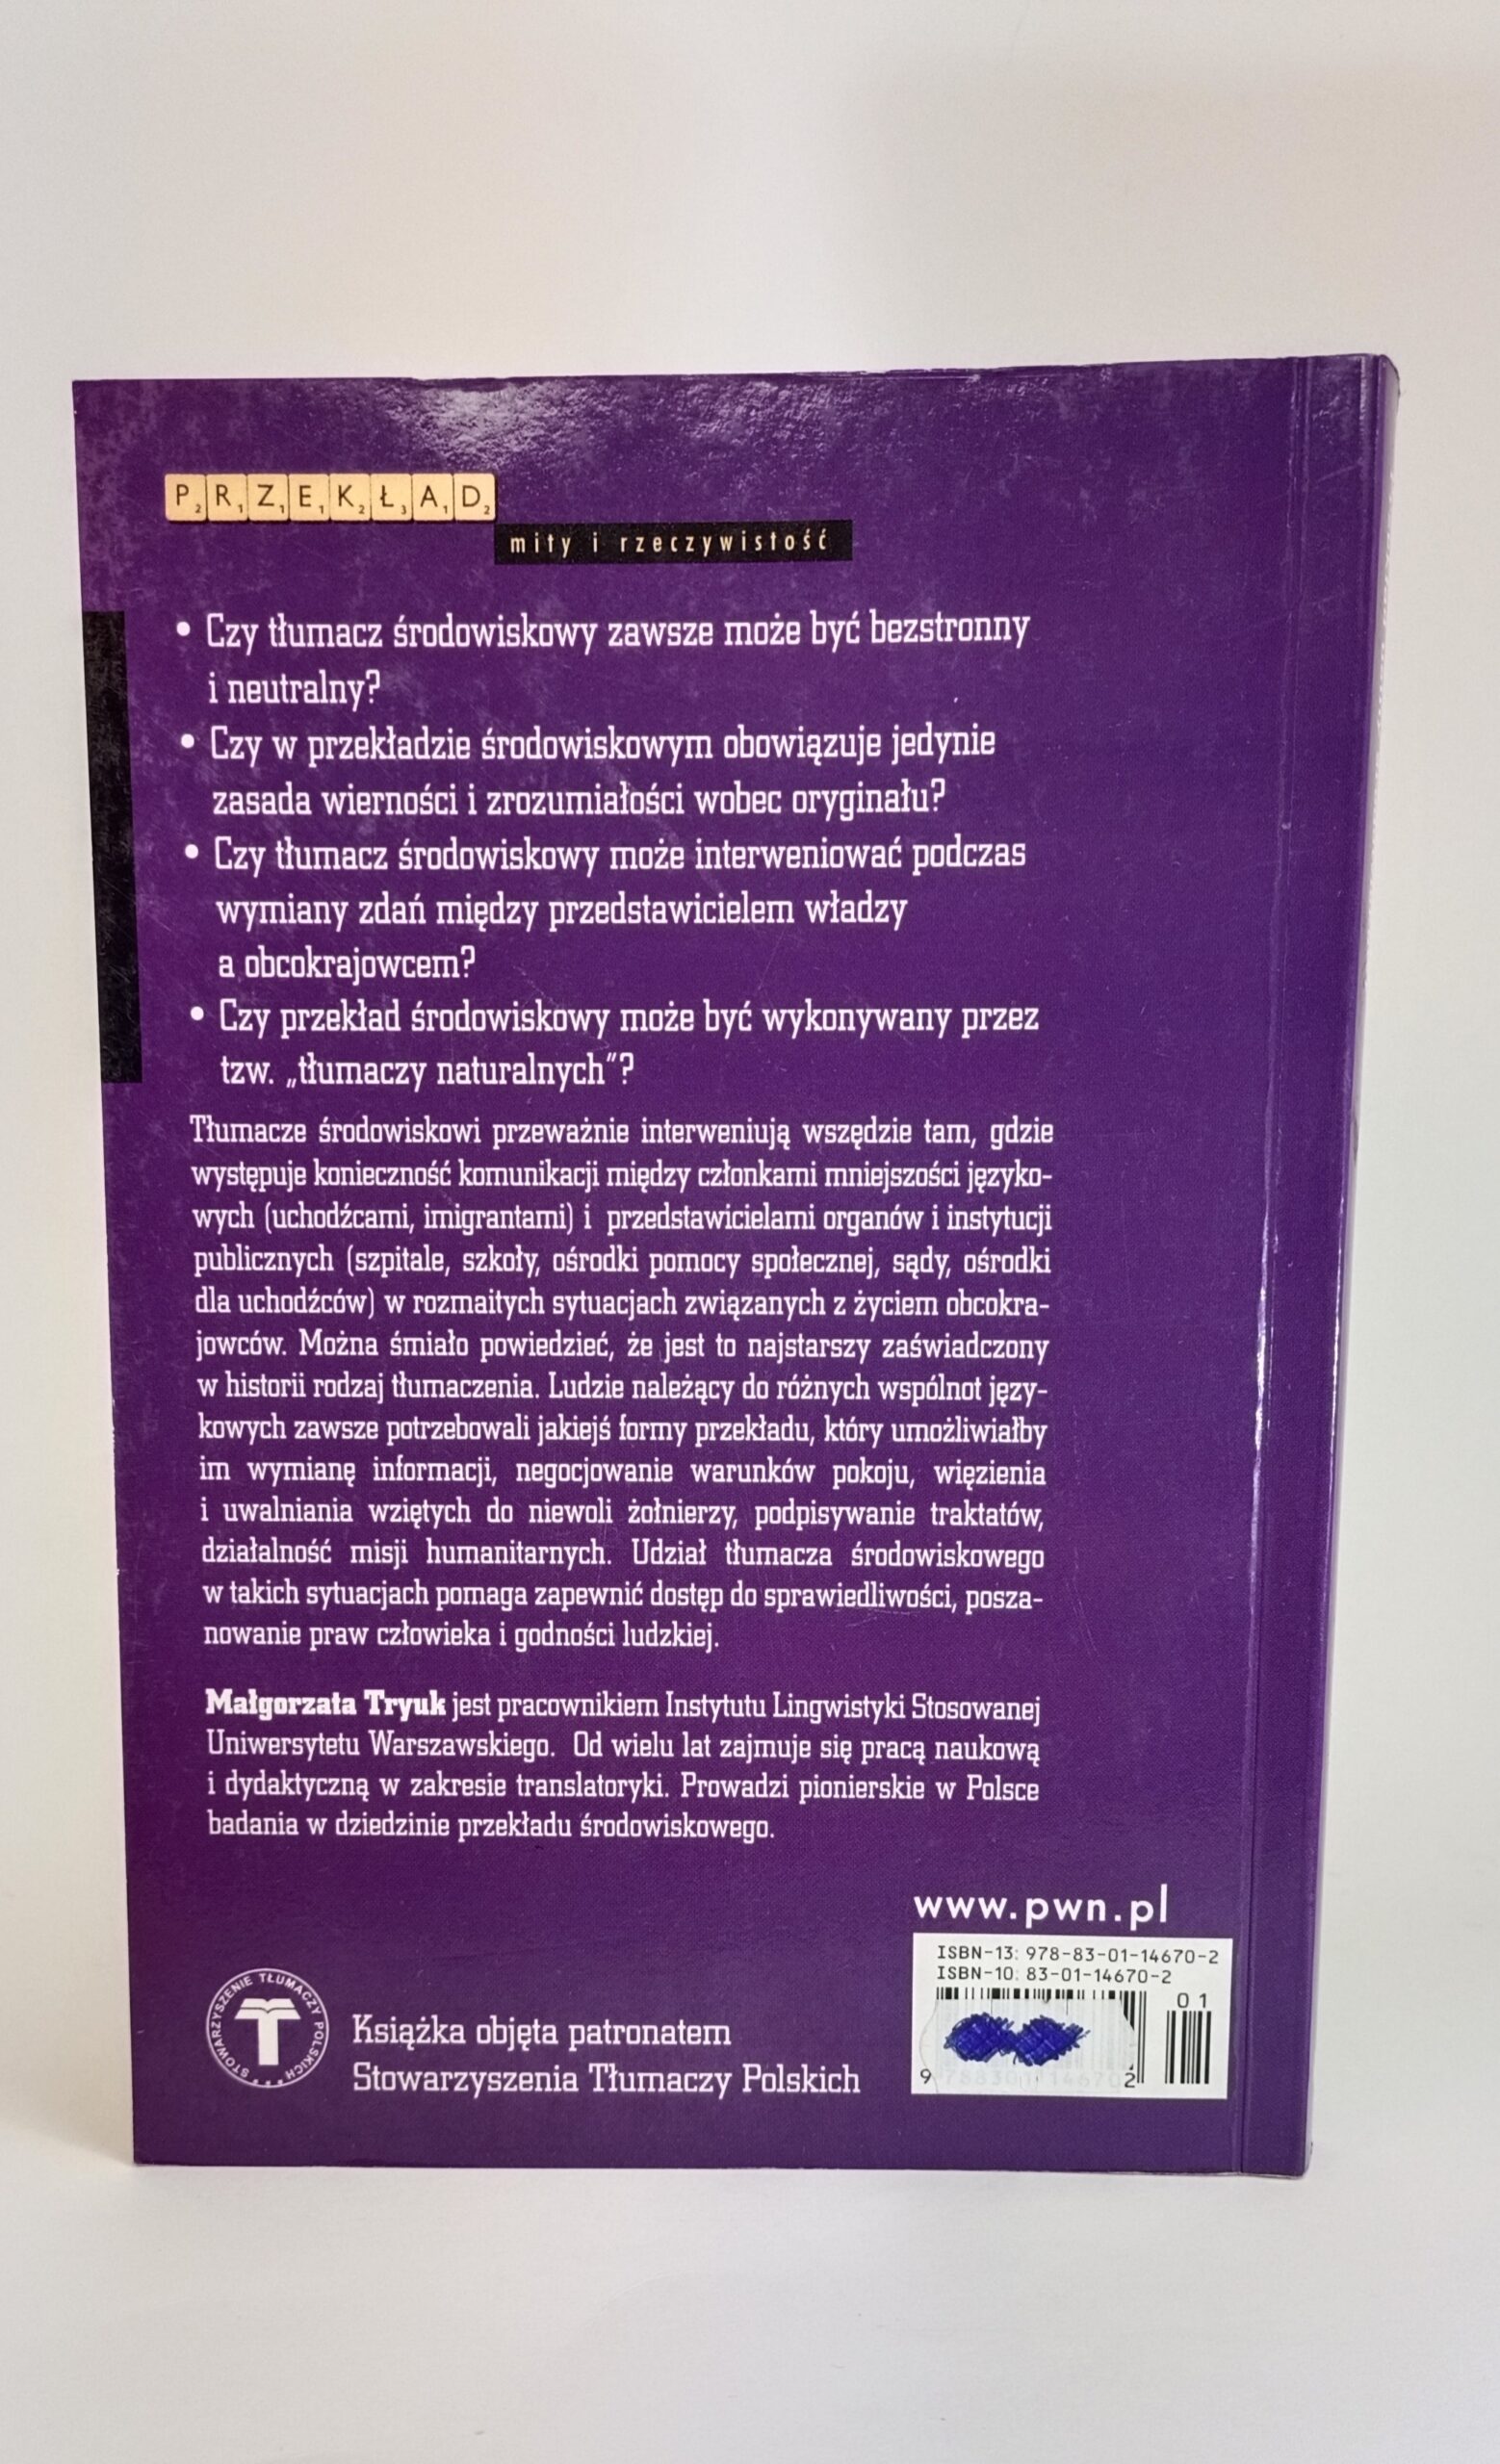 PRZEKŁAD
mity i rzeczywistość
• Czy tłumacz środowiskowy zawsze może być bezstronny
i neutralny?
• Czy w przekładzie środowiskowym obowiązuje jedynie
zasada wierności i zrozumiałości wobec oryginału?
• Czy tłumacz środowiskowy może interweniować podczas
wymiany zdań między przedstawicielem władzy
a obcokrajowcem?
• Czy przekład środowiskowy może być wykonywany przez
tzw. „tłumaczy naturalnych”?
Tłumacze środowiskowi przeważnie interweniują wszędzie tam, gdzie
występuje konieczność komunikacji między członkami mniejszości języko-
wych (uchodźcami, imigrantami) i przedstawicielami organów i instytucji
publicznych (szpitale, szkoły, ośrodki pomocy społecznej, sądy, ośrodki
dla uchodźców) w rozmaitych sytuacjach związanych z życiem obcokra-
jowców. Można śmiało powiedzieć, że jest to najstarszy zaświadczony
w historii rodzaj tłumaczenia. Ludzie należący do różnych wspólnot języ-
kowych zawsze potrzebowali jakiejś formy przekładu, który umożliwiałby
im wymianę informacji, negocjowanie warunków pokoju, więzienia
i uwalniania wziętych do niewoli żołnierzy, podpisywanie traktatów,
działalność misji humanitarnych. Udział tłumacza środowiskowego
w takich sytuacjach pomaga zapewnić dostęp do sprawiedliwości, posza-
nowanie praw człowieka i godności ludzkiej.
Małgorzata Tryuk jest pracownikiem Instytutu Lingwistyki Stosowanej
Uniwersytetu Warszawskiego. Od wielu lat zajmuje się pracą naukową
i dydaktyczną w zakresie translatoryki. Prowadzi pionierskie w Polsce
badania w dziedzinie przekładu środowiskowego.
www.pwn.pl
ISBN-13: 978-83-01-14670-2
ISBN-10: 83-01-14670-2
01
9 788301 146702
STOWARZYSZENIE TŁUMACZY POLSKICH
T
Książka objęta patronatem
Stowarzyszenia Tłumaczy Polskich